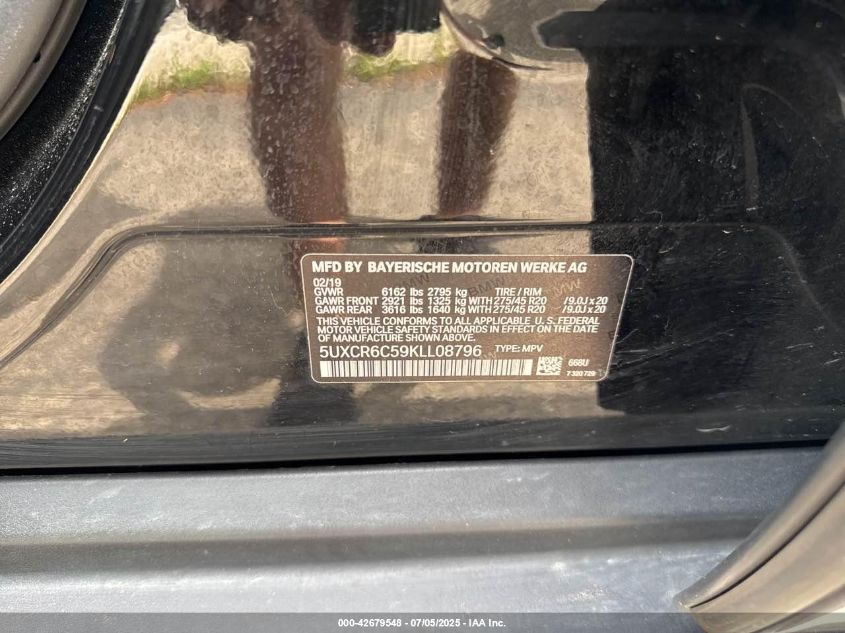 MFD BY BAYERISCHE MOTOREN WERKE AG
02/19
GVWR 6162 lbs 2795 kg TIRE / RIM
GAWR FRONT 2921 lbs 1325 kg WITH 275/45 R20 /9.0J x 20
GAWR REAR 3616 lbs 1640 kg WITH 275/45 R20 /9.0J x 20
THIS VEHICLE CONFORMS TO ALL APPLICABLE U. S. FEDERAL
MOTOR VEHICLE SAFETY STANDARDS IN EFFECT ON THE DATE OF
MANUFACTURE SHOWN ABOVE.
5UXCR6C59KLL08796 TYPE: MPV
668U
7 320 729
000-42679548 - 07/05/2025 - IAA Inc.